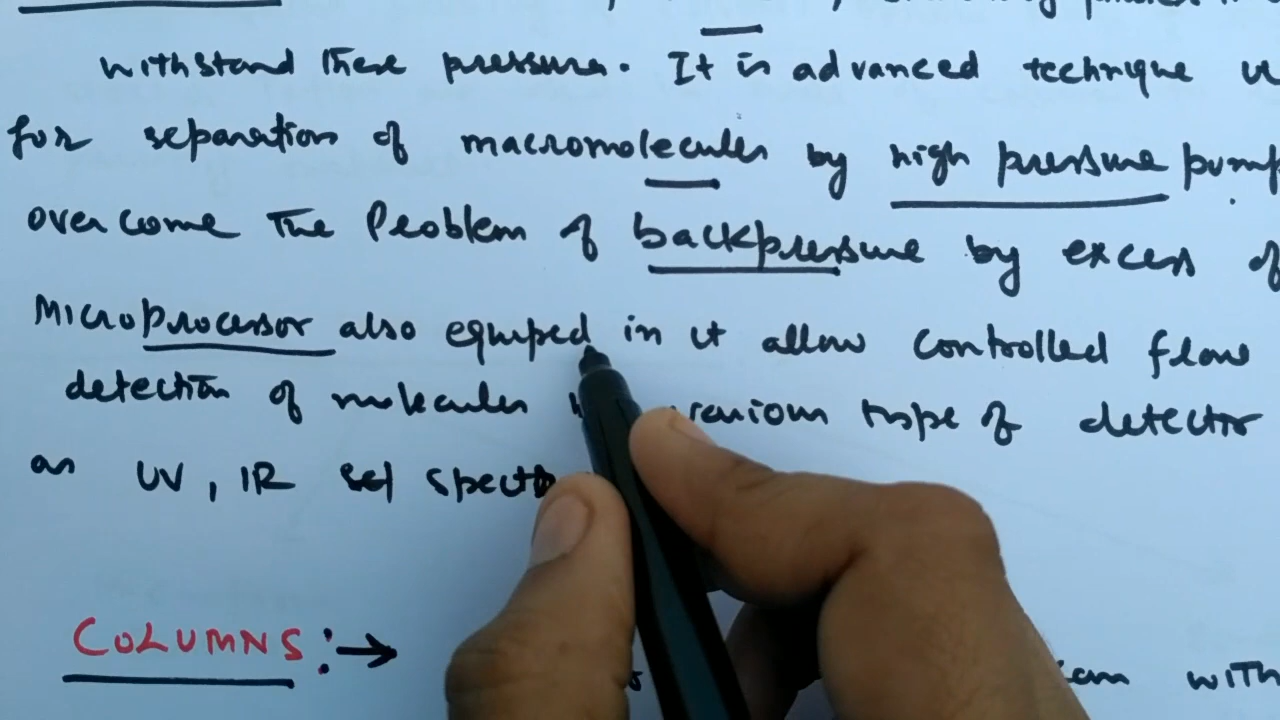 withstand these pressure. It is advanced technique
for separation of macromolecules by high pressure pump
overcome the Problem of backpressure by excess of
Microprocessor also equiped in it allow controlled flow
detection of molecules various type of detector
as UV, IR
COLUMNS :→
with